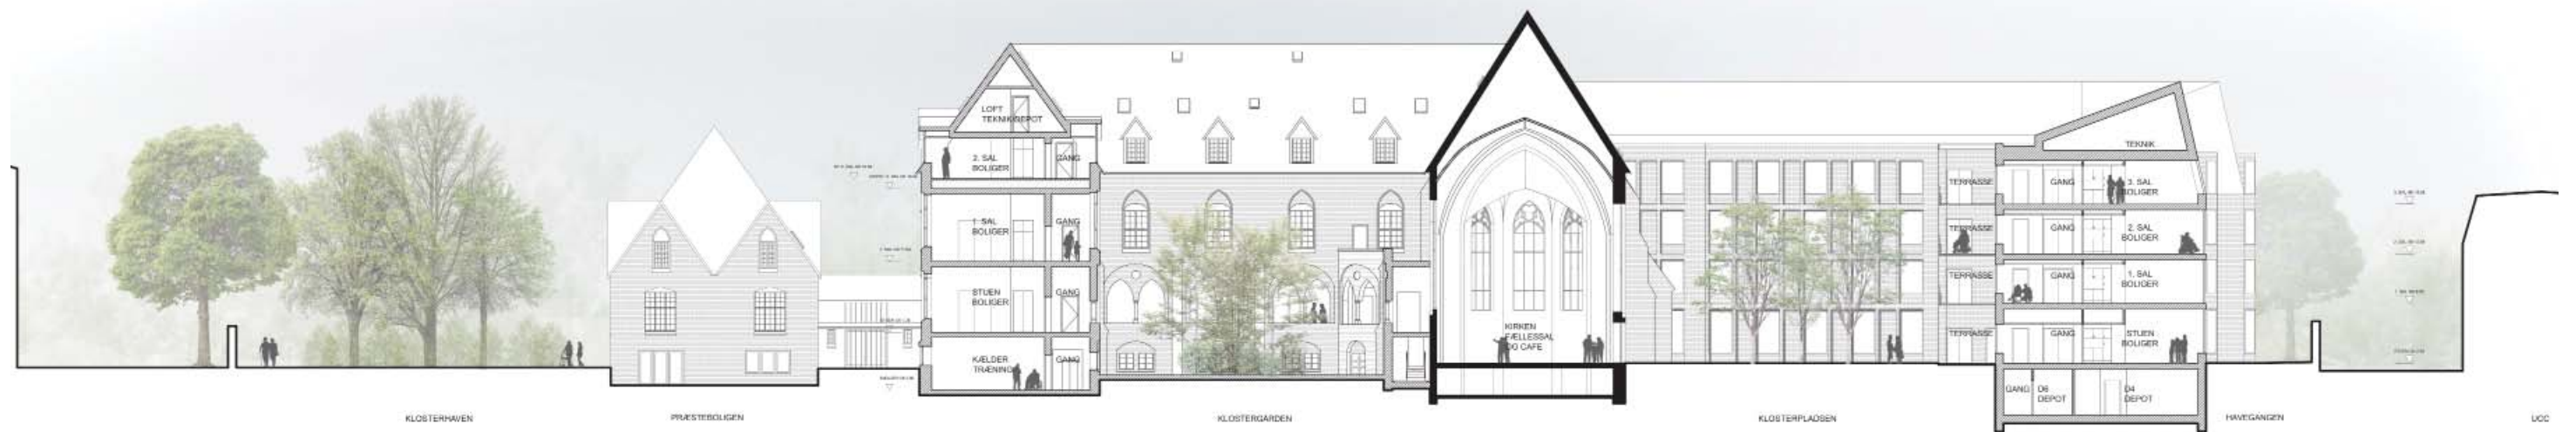 LOFT
TEKNIK/DEPOT
2. SAL
BOLIGER
GANG
1. SAL
BOLIGER
GANG
STUEN
BOLIGER
GANG
KÆLDER
TRÆNING
GANG
KIRKEN
FÆLLESSAL
OG CAFE
TEKNIK
TERRASSE
GANG
3. SAL
BOLIGER
TERRASSE
GANG
2. SAL
BOLIGER
TERRASSE
GANG
1. SAL
BOLIGER
TERRASSE
GANG
STUEN
BOLIGER
GANG
D6
DEPOT
D4
DEPOT
KLOSTERHAVEN
PRÆSTEBOLIGEN
KLOSTERGÅRDEN
KLOSTERPLADSEN
HAVEGANGEN
UCC